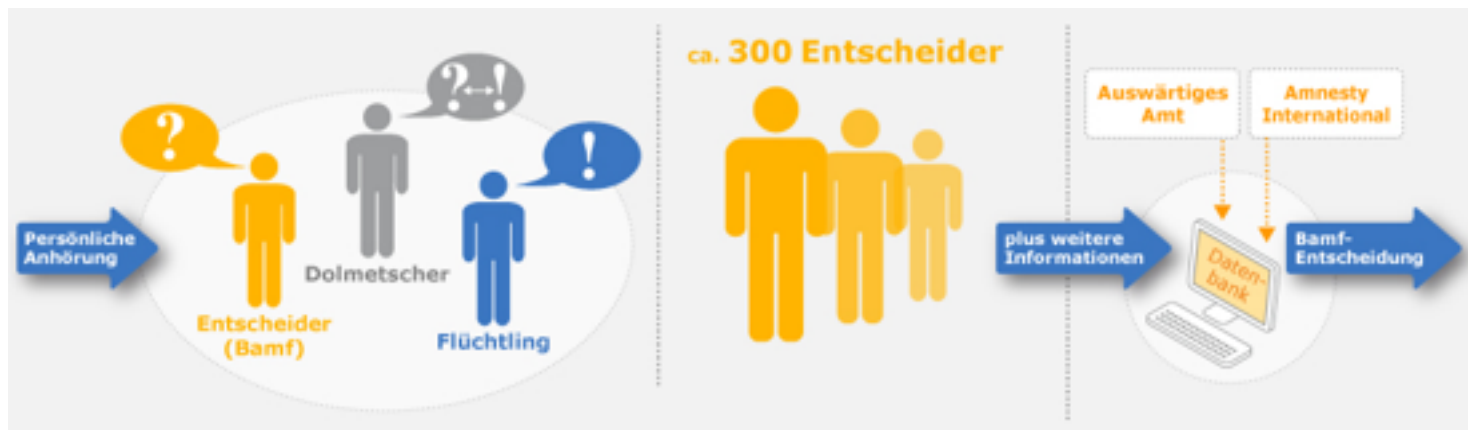 Persönliche
Anhörung
?
Entscheider
(Bamf)
?↔!
Dolmetscher
!
Flüchtling
ca. 300 Entscheider
plus weitere
Informationen
Auswärtiges
Amt
Amnesty
International
Daten-
bank
Bamf-
Entscheidung